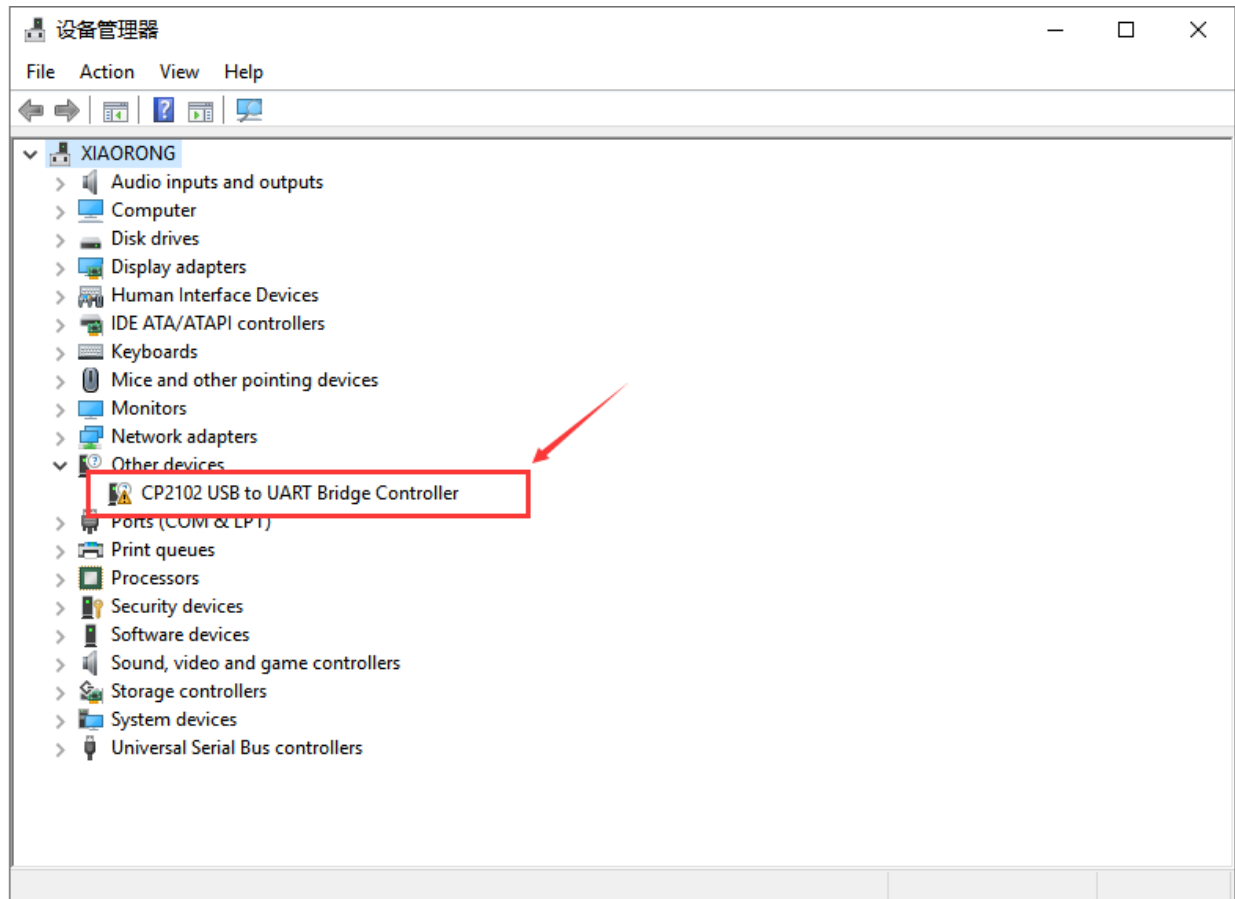 设备管理器
File Action View Help
XIAORONG
Audio inputs and outputs
Computer
Disk drives
Display adapters
Human Interface Devices
IDE ATA/ATAPI controllers
Keyboards
Mice and other pointing devices
Monitors
Network adapters
Other devices
CP2102 USB to UART Bridge Controller
Ports (COM & LPT)
Print queues
Processors
Security devices
Software devices
Sound, video and game controllers
Storage controllers
System devices
Universal Serial Bus controllers